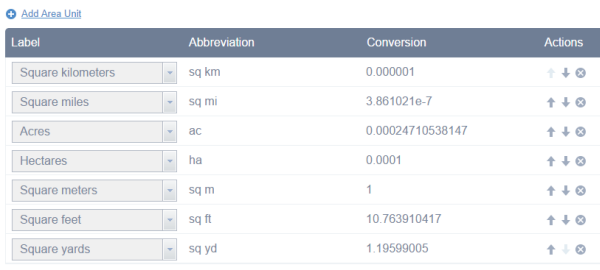 Add Area Unit
Label Abbreviation Conversion Actions
Square kilometers sq km 0.000001
Square miles sq mi 3.861021e-7
Acres ac 0.00024710538147
Hectares ha 0.0001
Square meters sq m 1
Square feet sq ft 10.763910417
Square yards sq yd 1.19599005